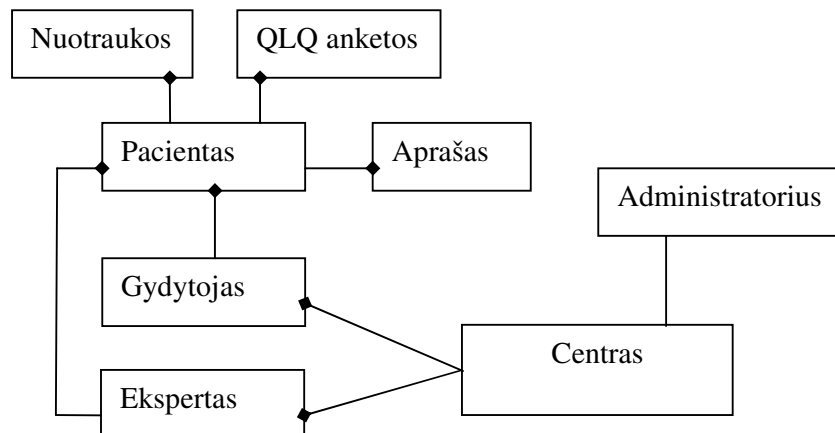 Nuotraukos
QLQ anketos
Pacientas
Aprašas
Administratorius
Gydytojas
Centras
Ekspertas